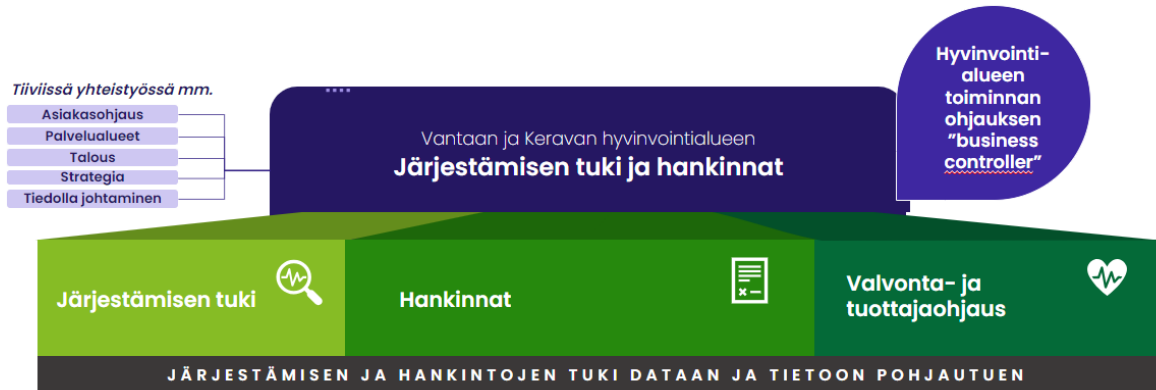 Tiiviissä yhteistyössä mm.
Asiakasohjaus
Palvelualueet
Talous
Strategia
Tiedolla johtaminen
Vantaan ja Keravan hyvinvointialueen
Järjestämisen tuki ja hankinnat
Hyvinvointi-
alueen
toiminnan
ohjauksen
"business
controller"
Järjestämisen tuki
Hankinnat
Valvonta- ja
tuottajaohjaus
JÄRJESTÄMISEN JA HANKINTOJEN TUKI DATAAN JA TIETOON POHJAUTUEN